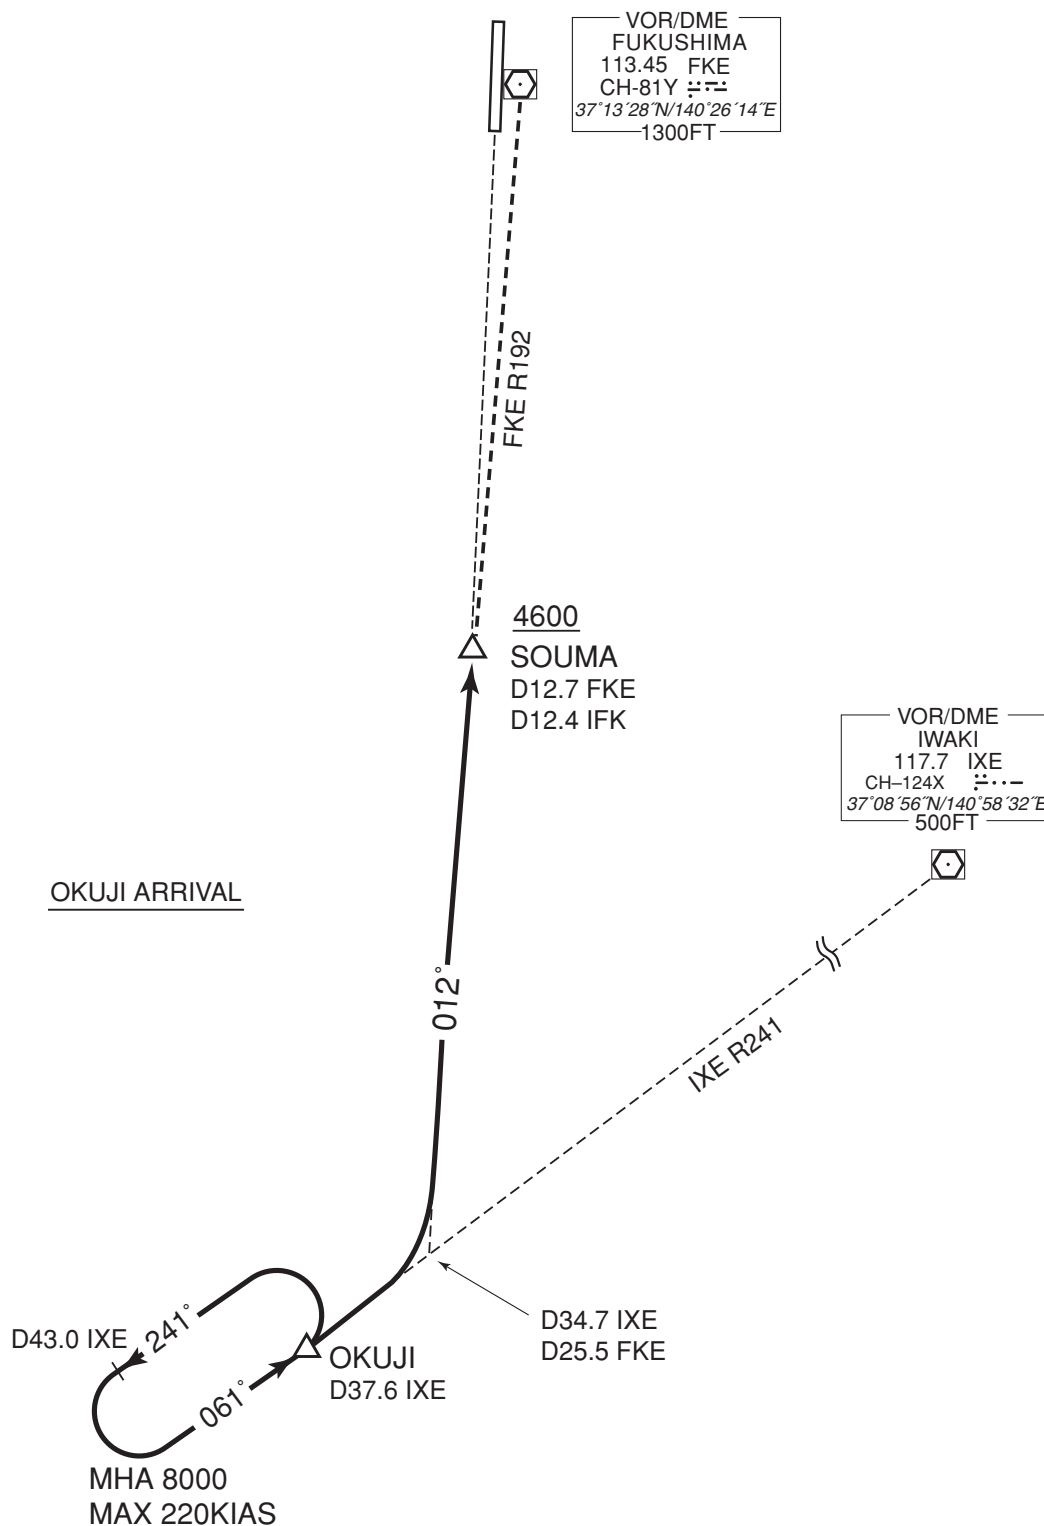 VOR/DME
FUKUSHIMA
113.45 FKE
CH-81Y
37°13´28˝N/140°26´14˝E
1300FT
FKE R192
4600
SOUMA
D12.7 FKE
D12.4 IFK
VOR/DME
IWAKI
117.7 IXE
CH–124X
37°08´56˝N/140°58´32˝E
500FT
OKUJI ARRIVAL
012°
IXE R241
D34.7 IXE
D25.5 FKE
241°
D43.0 IXE
OKUJI
D37.6 IXE
061°
MHA 8000
MAX 220KIAS